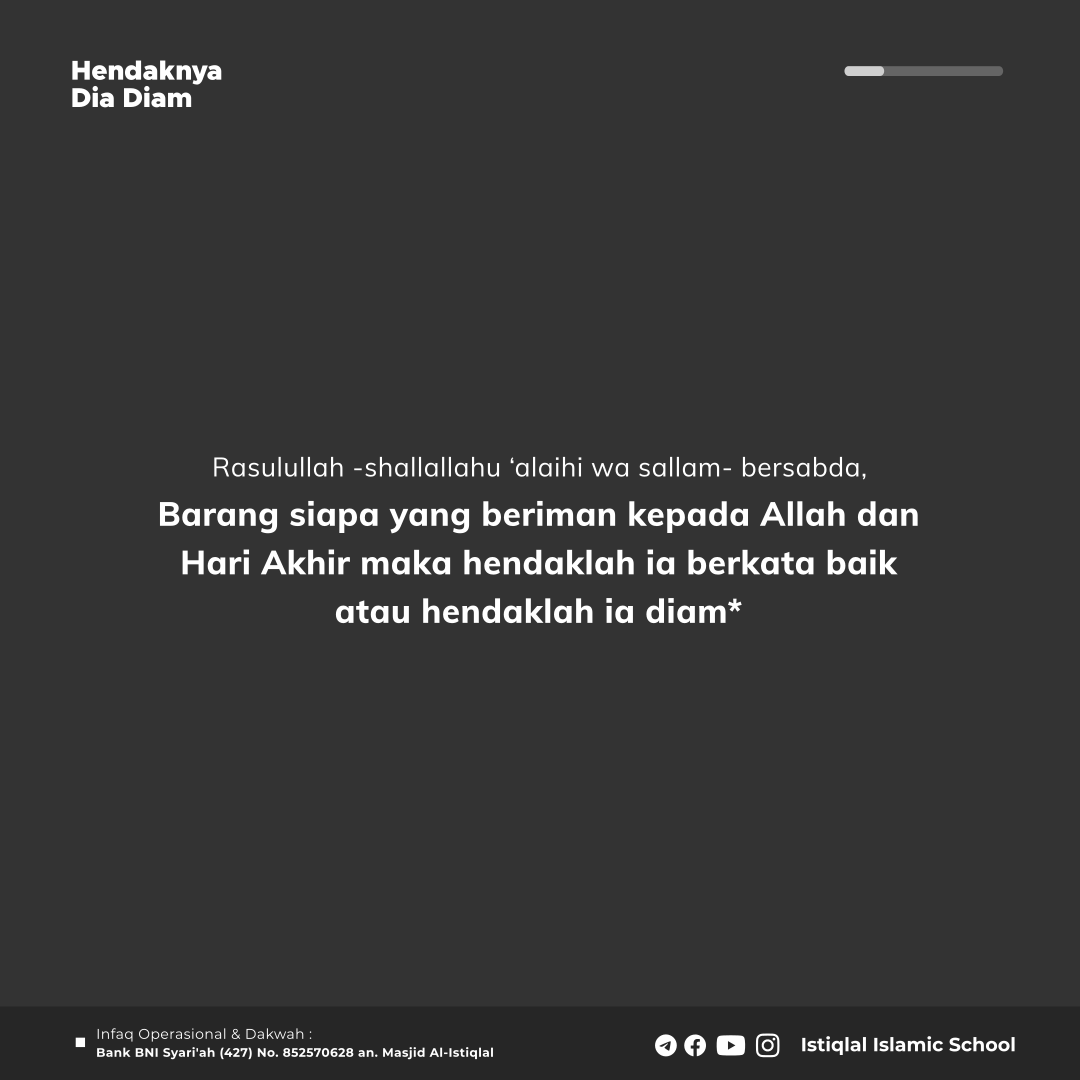 Hendaknya
Dia Diam
Rasulullah -shallallahu ‘alaihi wa sallam- bersabda,
Barang siapa yang beriman kepada Allah dan
Hari Akhir maka hendaklah ia berkata baik
atau hendaklah ia diam*
Infaq Operasional & Dakwah :
Bank BNI Syari'ah (427) No. 852570628 an. Masjid Al-Istiqlal
Istiqlal Islamic School